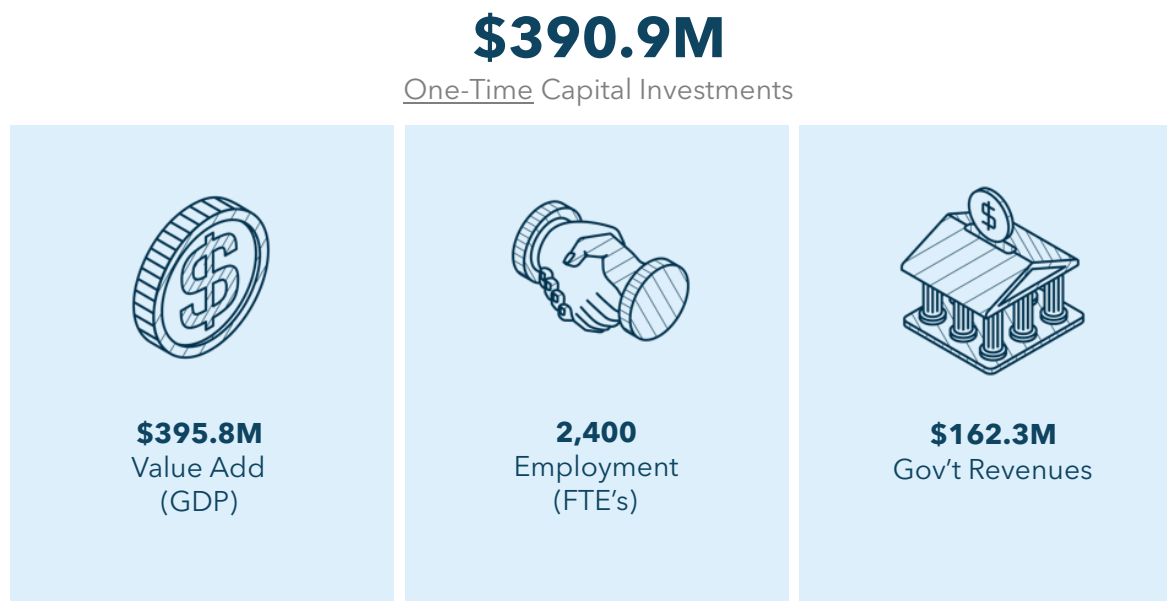 $390.9M
One-Time Capital Investments
$395.8M
Value Add
(GDP)
2,400
Employment
(FTE’s)
$162.3M
Gov’t Revenues